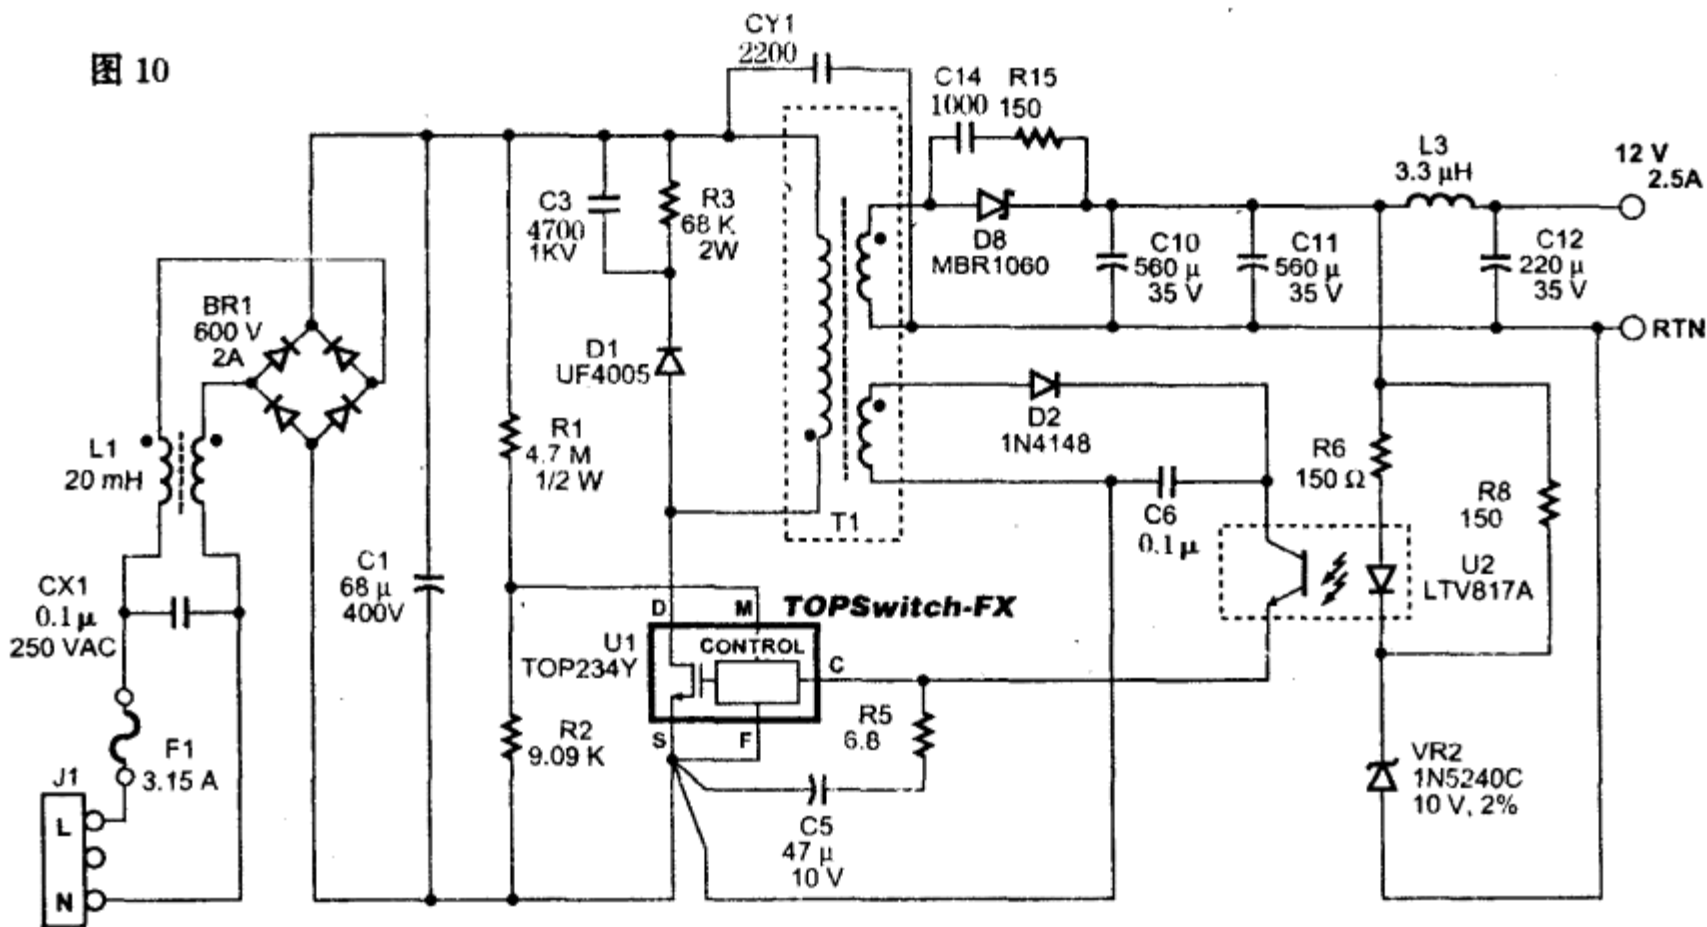 图 10
CY1
2200
C14
1000
R15
150
L3
3.3 µH
12 V
2.5A
C3
4700
1KV
R3
68 K
2W
D8
MBR1060
C10
560 µ
35 V
C11
560 µ
35 V
C12
220 µ
35 V
RTN
BR1
600 V
2A
D1
UF4005
D2
1N4148
L1
20 mH
R1
4.7 M
1/2 W
R6
150 Ω
R8
150
T1
C6
0.1 µ
CX1
0.1 µ
250 VAC
C1
68 µ
400V
U2
LTV817A
D
M
TOPSwitch-FX
U1
TOP234Y
CONTROL
C
S
F
R5
6.8
R2
9.09 K
F1
3.15 A
J1
L
N
C5
47 µ
10 V
VR2
1N5240C
10 V, 2%